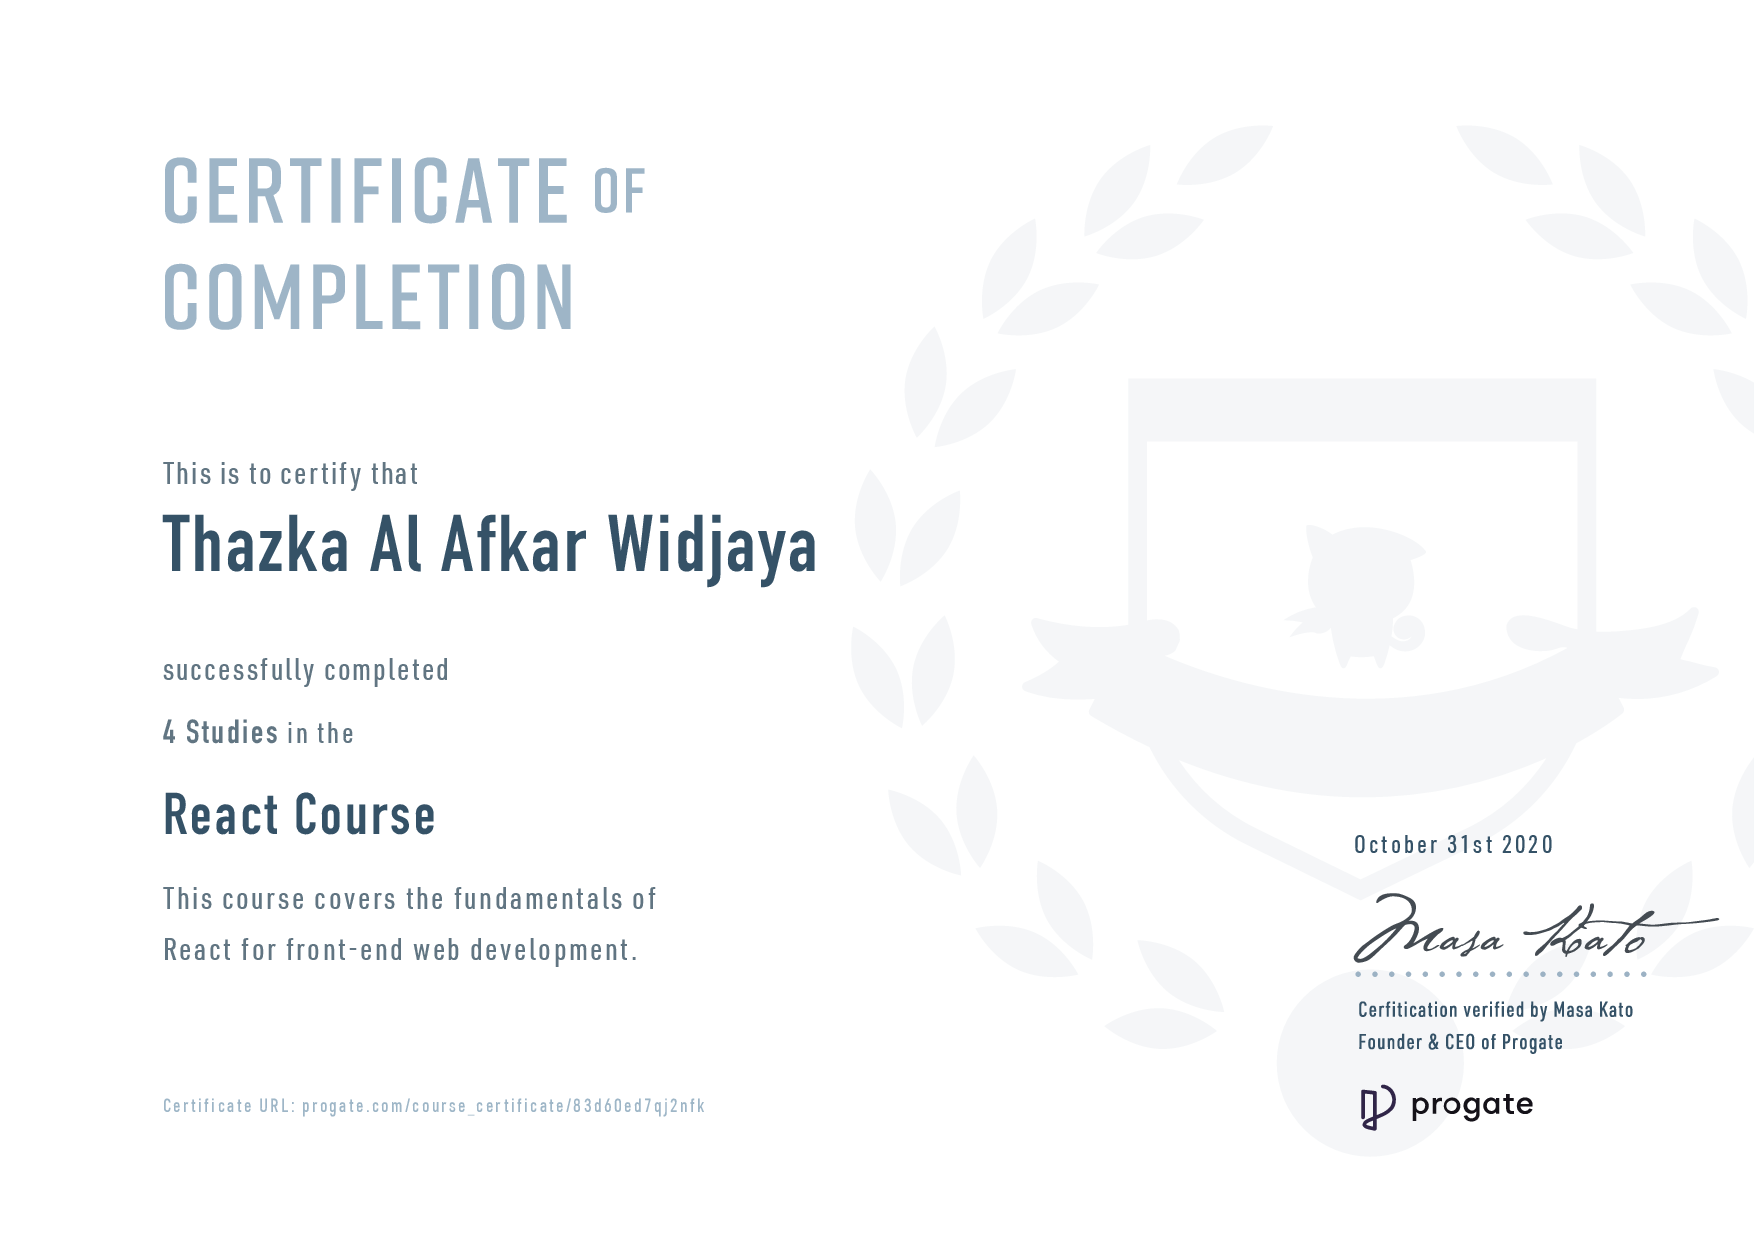 CERTIFICATE OF
COMPLETION
This is to certify that
Thazka Al Afkar Widjaya
successfully completed
4 Studies in the
React Course
This course covers the fundamentals of
React for front-end web development.
Certificate URL: progate.com/course_certificate/83d60ed7qj2nfk
October 31st 2020
Masa Kato
Cerfitication verified by Masa Kato
Founder & CEO of Progate
progate